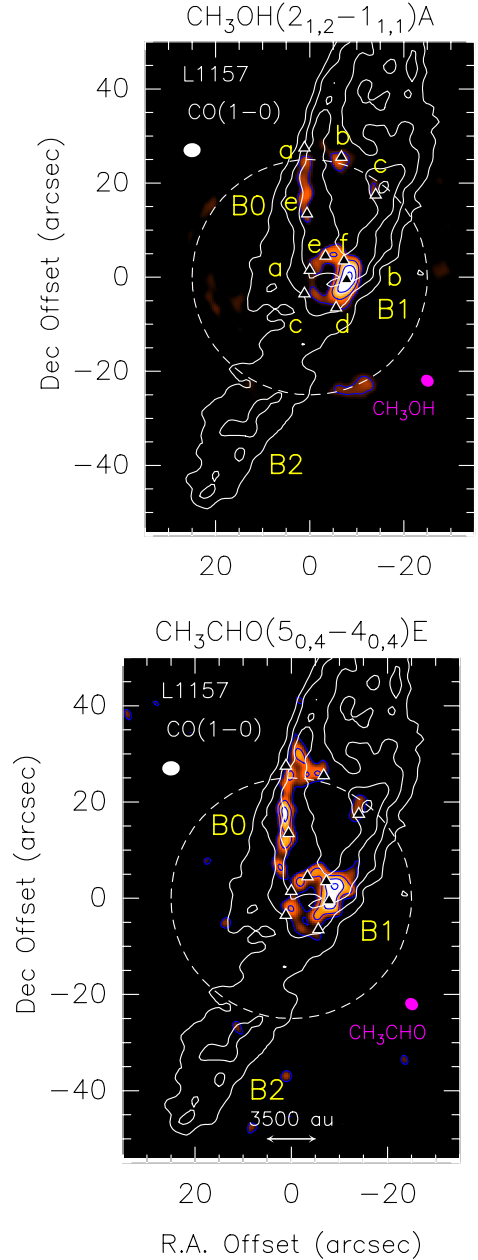 CH₃OH(2₁,₂−1₁,₁)A
L1157
CO(1−0)
40
20
0
−20
−40
Dec Offset (arcsec)
a
b
c
B0
e
e
f
a
b
B1
c
d
CH₃OH
B2
20
0
−20
CH₃CHO(5₀,₄−4₀,₄)E
L1157
CO(1−0)
40
20
0
−20
−40
Dec Offset (arcsec)
B0
B1
CH₃CHO
B2
3500 au
20
0
−20
R.A. Offset (arcsec)